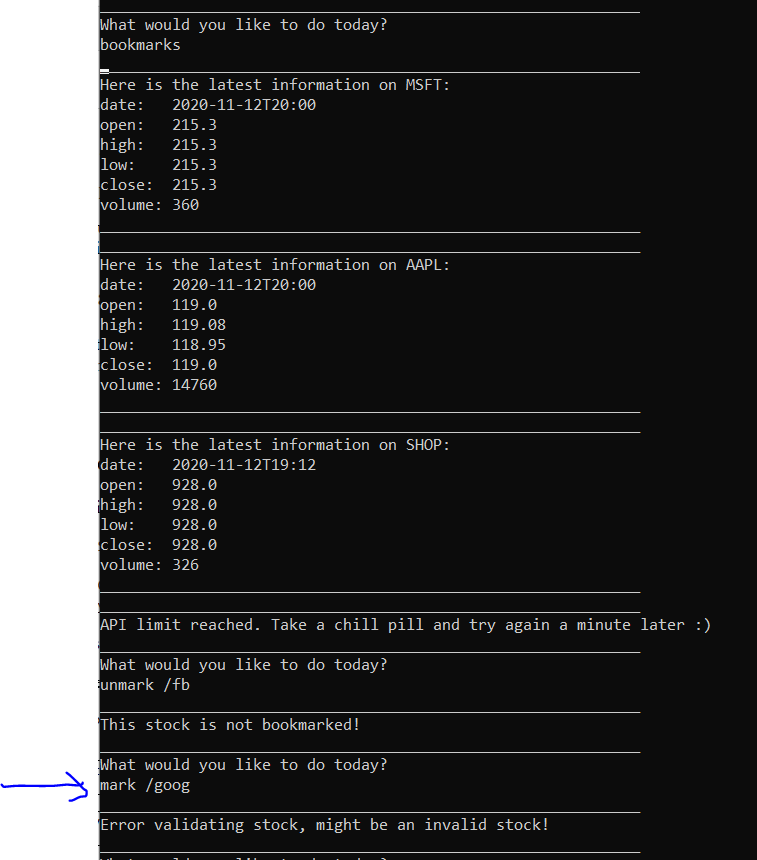 What would you like to do today?
bookmarks
Here is the latest information on MSFT:
date:   2020-11-12T20:00
open:   215.3
high:   215.3
low:    215.3
close:  215.3
volume: 360
Here is the latest information on AAPL:
date:   2020-11-12T20:00
open:   119.0
high:   119.08
low:    118.95
close:  119.0
volume: 14760
Here is the latest information on SHOP:
date:   2020-11-12T19:12
open:   928.0
high:   928.0
low:    928.0
close:  928.0
volume: 326
API limit reached. Take a chill pill and try again a minute later :)
What would you like to do today?
unmark /fb
This stock is not bookmarked!
What would you like to do today?
mark /goog
Error validating stock, might be an invalid stock!